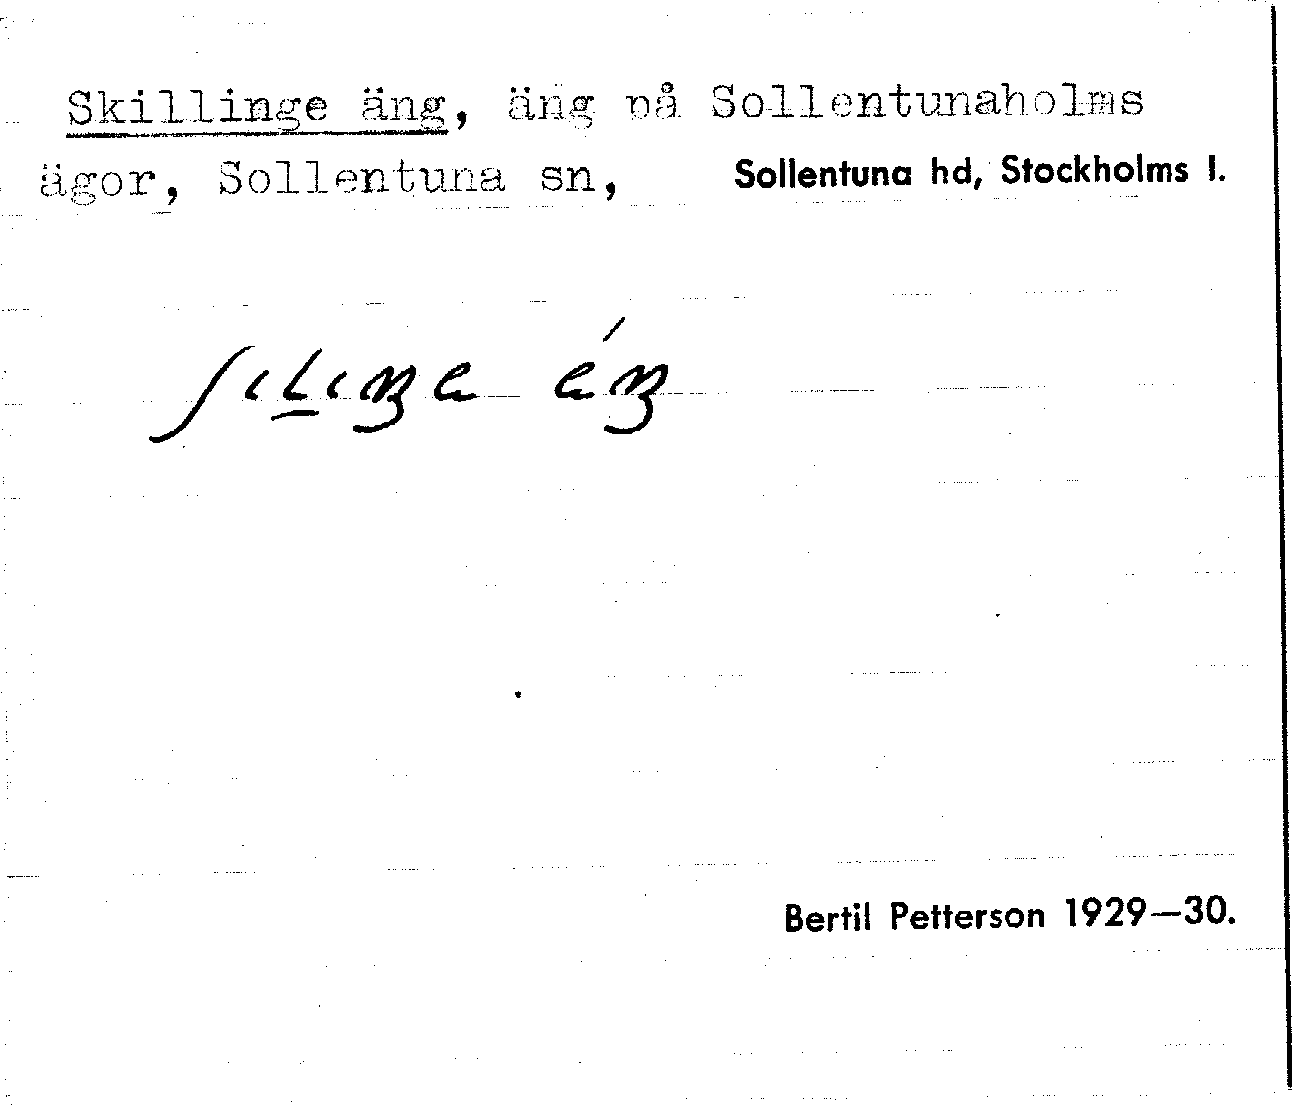 Skillinge äng, äng på Sollentunaholms
ägor, Sollentuna sn, Sollentuna hd, Stockholms l.
Bertil Petterson 1929—30.